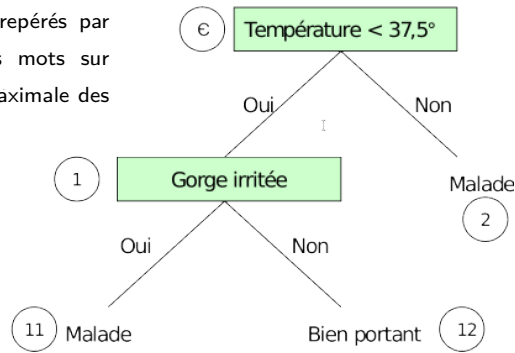 repérés par
mots sur
des
Є Température < 37,5°
Oui Non
1 Gorge irritée
Malade
2
Oui Non
11 Malade Bien portant 12